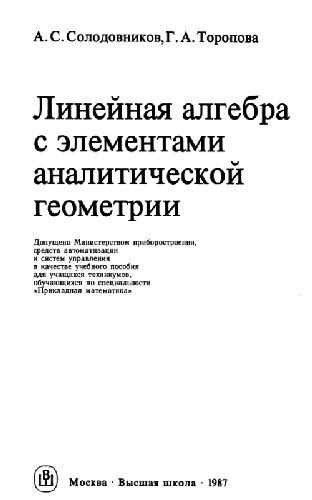 А. С. Солодовников, Г. А. Торопова
Линейная алгебра
с элементами
аналитической
геометрии
Допущено Министерством приборостроения,
средств автоматизации
и систем управления
в качестве учебного пособия
для учащихся техникумов,
обучающихся по специальности
«Прикладная математика»
Москва · Высшая школа · 1987